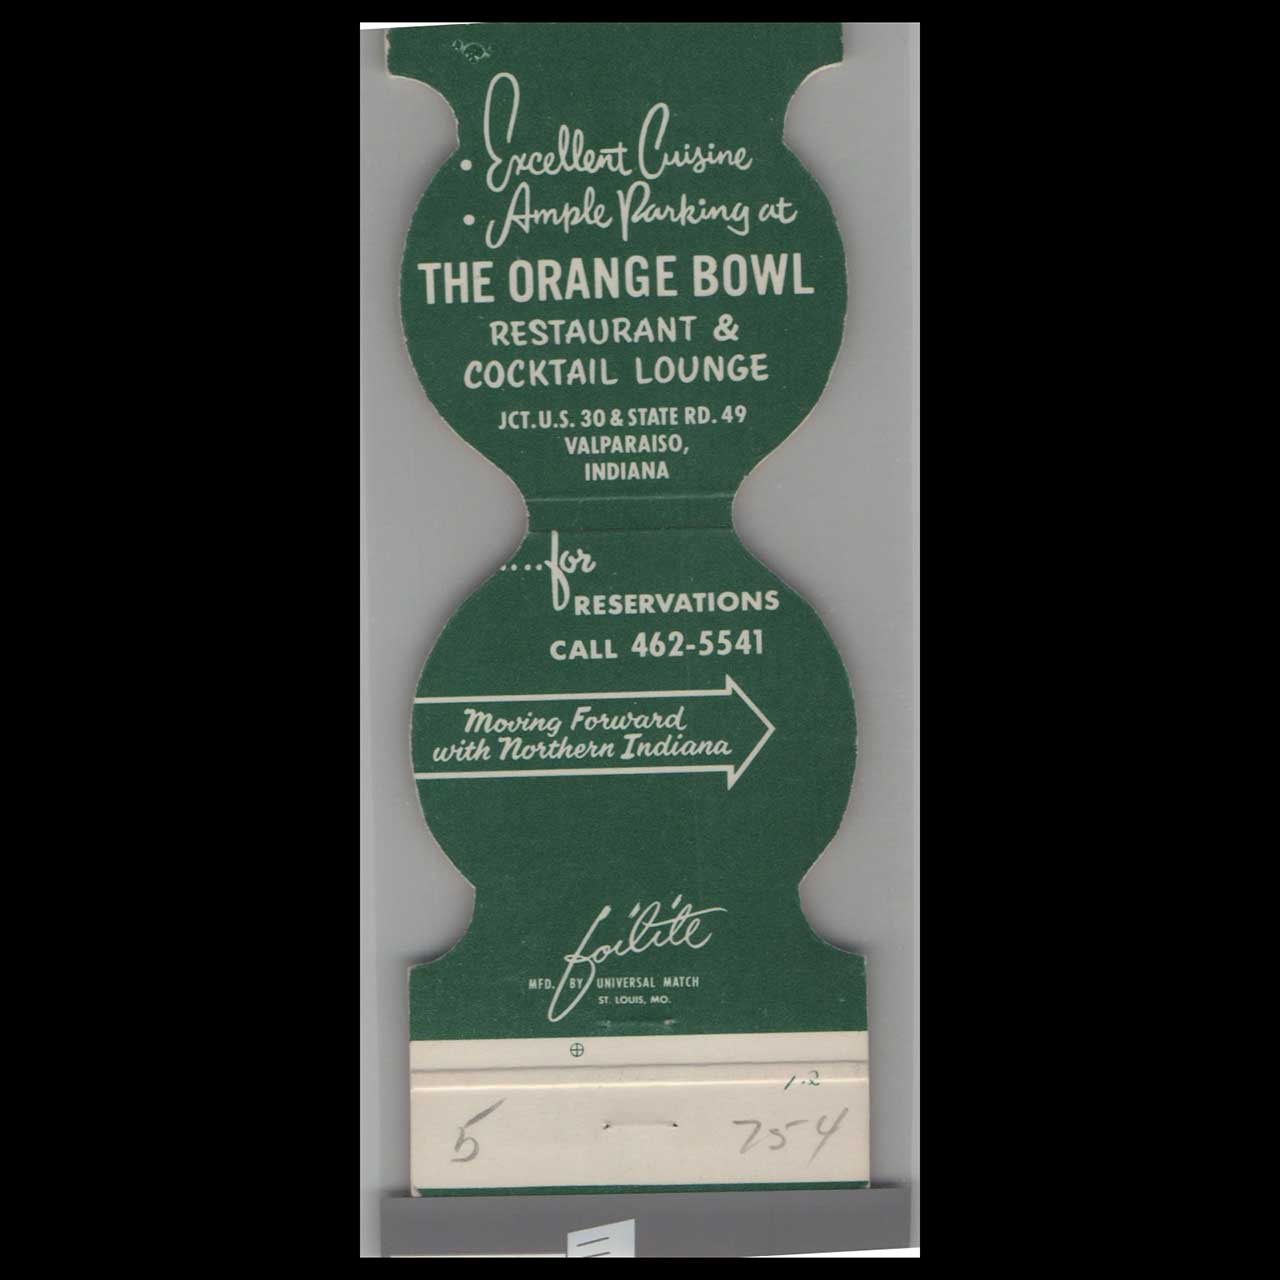 • Excellent Cuisine
• Ample Parking at
THE ORANGE BOWL
RESTAURANT &
COCKTAIL LOUNGE
JCT. U.S. 30 & STATE RD. 49
VALPARAISO,
INDIANA
....for
RESERVATIONS
CALL 462-5541
Moving Forward
with Northern Indiana
foilite
MFD. BY UNIVERSAL MATCH
ST. LOUIS, MO.
1.2
5 754